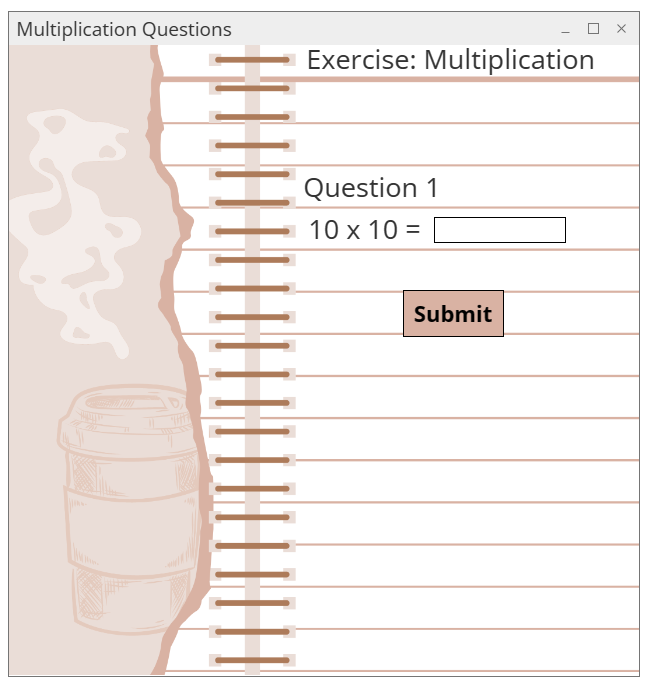 Multiplication Questions
Exercise: Multiplication
Question 1
10 x 10 =
Submit